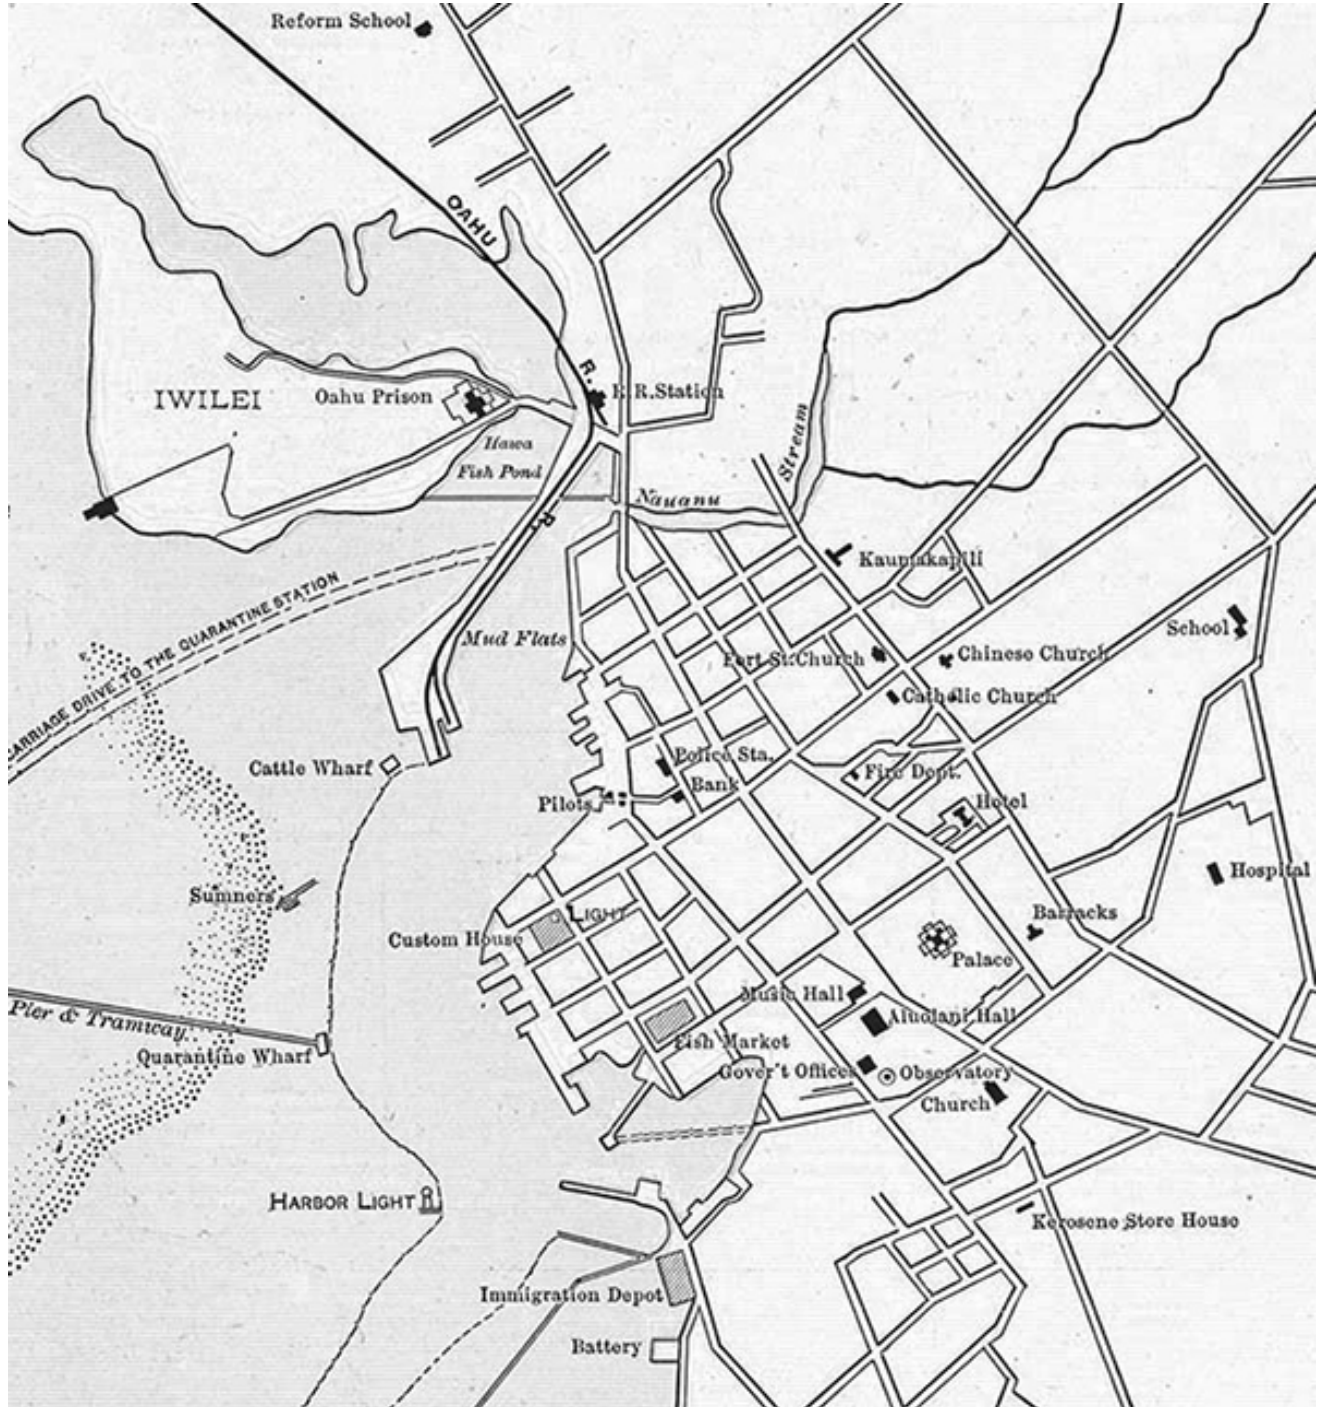 Reform School
OAHU
R.
R.R.Station
IWILEI
Oahu Prison
Stream
Fish Pond
Nauanu
R.
Kaumakapili
CARRIAGE DRIVE TO THE QUARANTINE STATION
School
Mud Flats
Fort St. Church
Chinese Church
Catholic Church
Police Sta.
Cattle Wharf
Fire Dept.
Bank
Pilots
Hotel
Hospital
Sumners
LIGHT
Barracks
Custom House
Palace
Music Hall
Pier & Tramway
Aluolani Hall
Fish Market
Quarantine Wharf
Gover't Offices
Observatory
Church
HARBOR LIGHT
Kerosene Store House
Immigration Depot
Battery